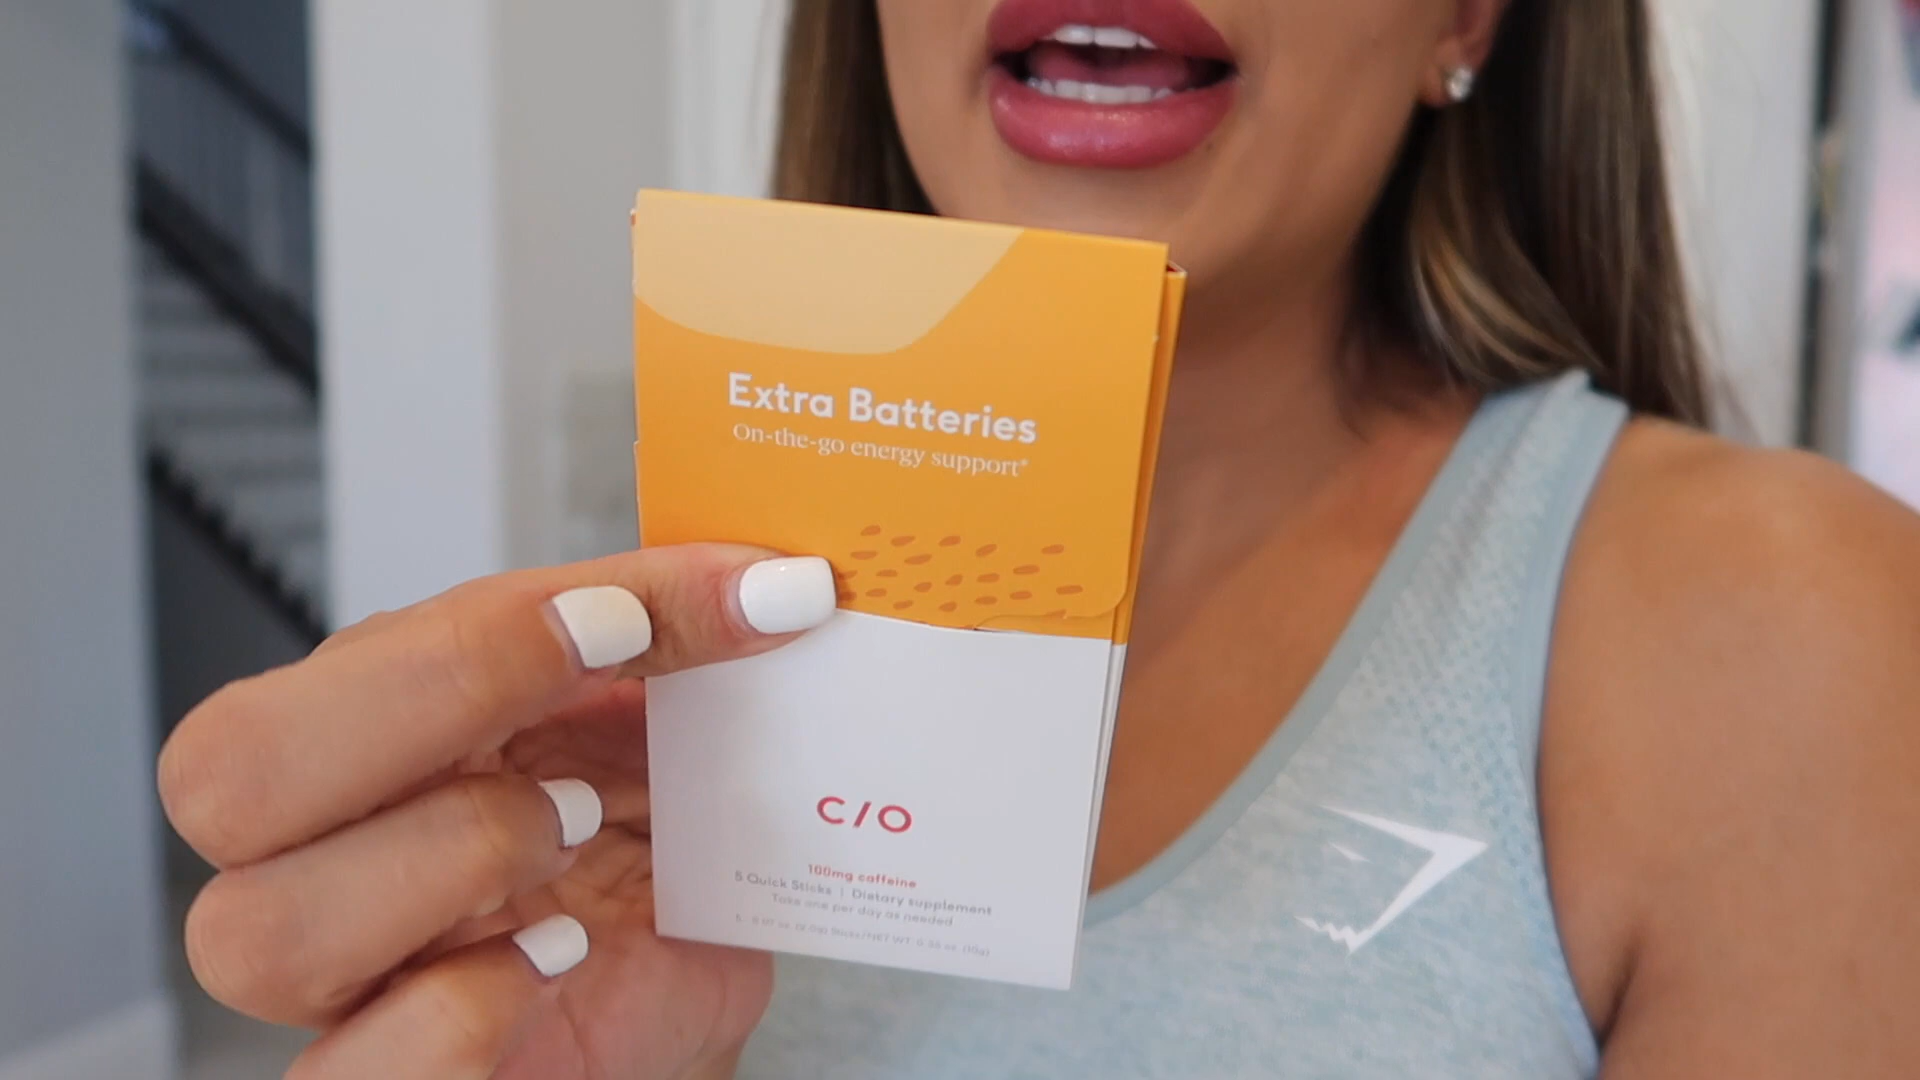 Extra Batteries
On-the-go energy support*
C/O
100mg caffeine
5 Quick Sticks | Dietary supplement
Take one per day as needed